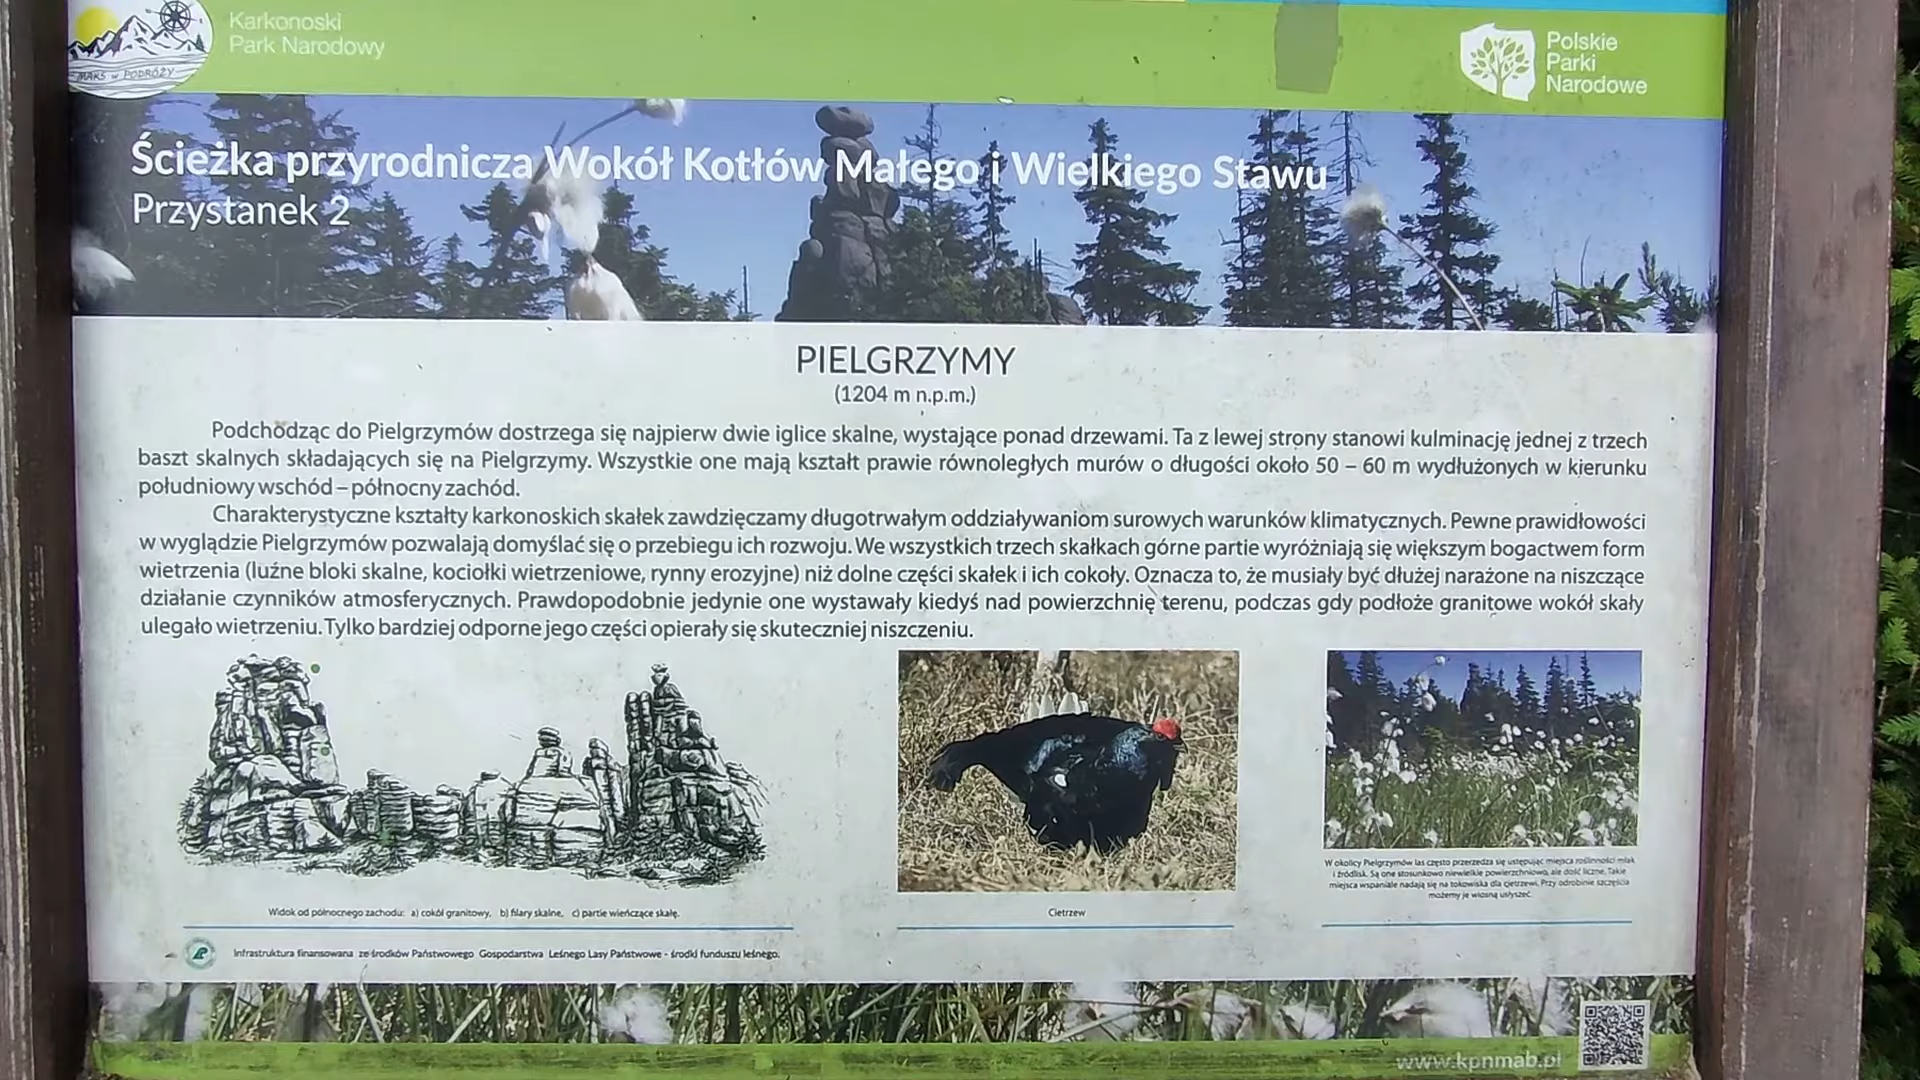 Karkonoski
Park Narodowy
MAKS W PODRÓŻY
Polskie
Parki
Narodowe
Ścieżka przyrodnicza Wokół Kotłów Małego i Wielkiego Stawu
Przystanek 2
PIELGRZYMY
(1204 m n.p.m.)
Podchodząc do Pielgrzymów dostrzega się najpierw dwie iglice skalne, wystające ponad drzewami. Ta z lewej strony stanowi kulminację jednej z trzech
baszt skalnych składających się na Pielgrzymy. Wszystkie one mają kształt prawie równoległych murów o długości około 50 – 60 m wydłużonych w kierunku
południowy wschód – północny zachód.
Charakterystyczne kształty karkonoskich skałek zawdzięczamy długotrwałym oddziaływaniom surowych warunków klimatycznych. Pewne prawidłowości
w wyglądzie Pielgrzymów pozwalają domyślać się o przebiegu ich rozwoju. We wszystkich trzech skałkach górne partie wyróżniają się większym bogactwem form
wietrzenia (luźne bloki skalne, kociołki wietrzeniowe, rynny erozyjne) niż dolne części skałek i ich cokoły. Oznacza to, że musiały być dłużej narażone na niszczące
działanie czynników atmosferycznych. Prawdopodobnie jedynie one wystawały kiedyś nad powierzchnię terenu, podczas gdy podłoże granitowe wokół skały
ulegało wietrzeniu. Tylko bardziej odporne jego części opierały się skuteczniej niszczeniu.
W okolicy Pielgrzymów las często przerzedza się ustępując miejsca roślinności młak
i źródlisk. Są one stosunkowo niewielkie powierzchniowo, ale dość liczne. Takie
miejsca wspaniale nadają się na tokowiska dla cietrzewi. Przy odrobinie szczęścia
możemy je wiosną usłyszeć.
Widok od północnego zachodu: a) cokół granitowy, b) filary skalne, c) partie wieńczące skałę.
Cietrzew
Infrastruktura finansowana ze środków Państwowego Gospodarstwa Leśnego Lasy Państwowe - środki funduszu leśnego.
www.kpnmab.pl